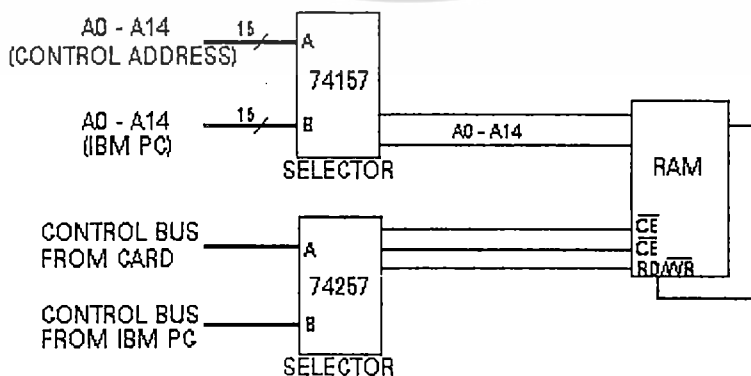 A0 - A14
(CONTROL ADDRESS)
15
A
74157
A0 - A14
(IBM PC)
15
B
SELECTOR
A0 - A14
RAM
CE
CE
RD/WR
CONTROL BUS
FROM CARD
A
74257
CONTROL BUS
FROM IBM PC
B
SELECTOR